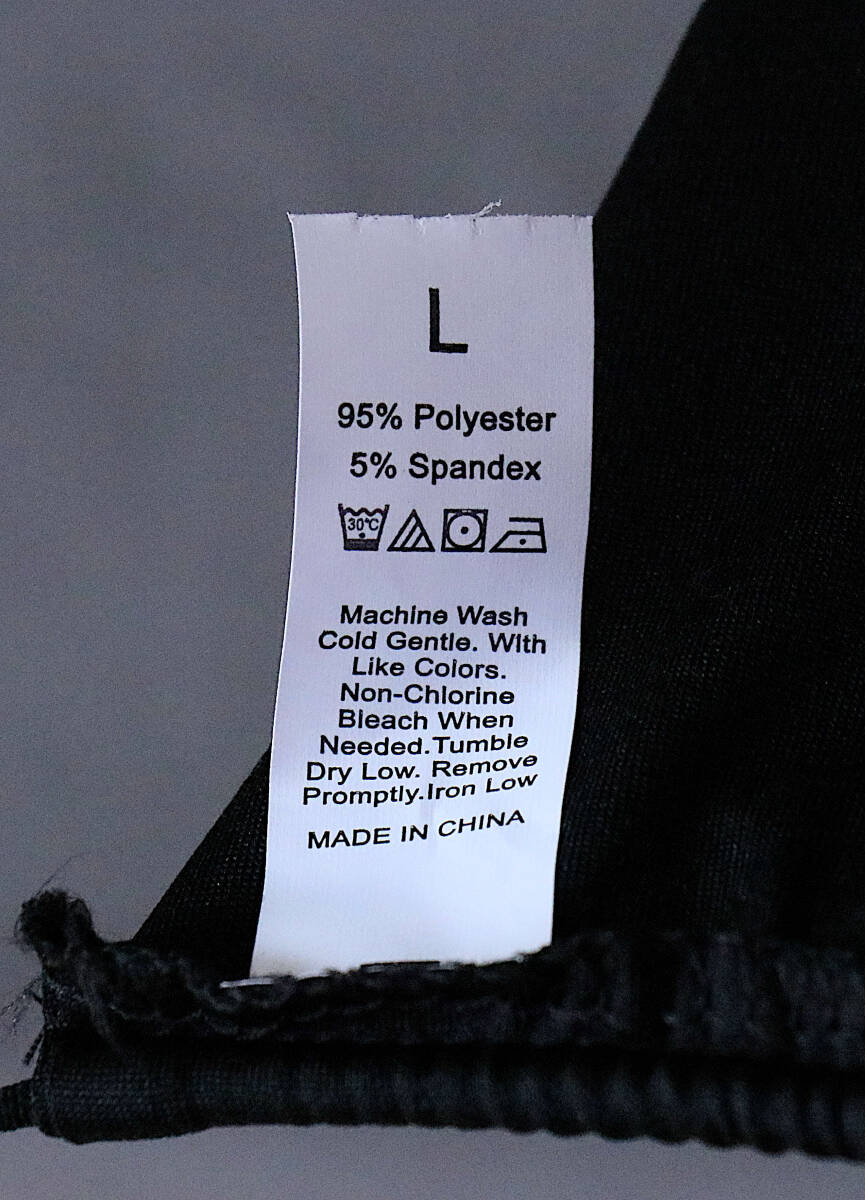 L
95% Polyester
5% Spandex
30°C
Machine Wash
Cold Gentle. With
Like Colors.
Non-Chlorine
Bleach When
Needed.Tumble
Dry Low. Remove
Promptly.Iron Low
MADE IN CHINA